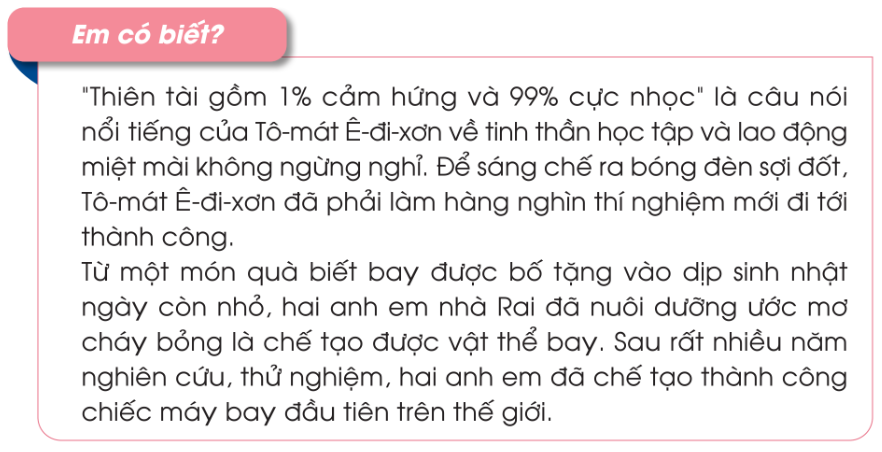 Em có biết?
"Thiên tài gồm 1% cảm hứng và 99% cực nhọc" là câu nói
nổi tiếng của Tô-mát Ê-đi-xơn về tinh thần học tập và lao động
miệt mài không ngừng nghỉ. Để sáng chế ra bóng đèn sợi đốt,
Tô-mát Ê-đi-xơn đã phải làm hàng nghìn thí nghiệm mới đi tới
thành công.
Từ một món quà biết bay được bố tặng vào dịp sinh nhật
ngày còn nhỏ, hai anh em nhà Rai đã nuôi dưỡng ước mơ
cháy bỏng là chế tạo được vật thể bay. Sau rất nhiều năm
nghiên cứu, thử nghiệm, hai anh em đã chế tạo thành công
chiếc máy bay đầu tiên trên thế giới.